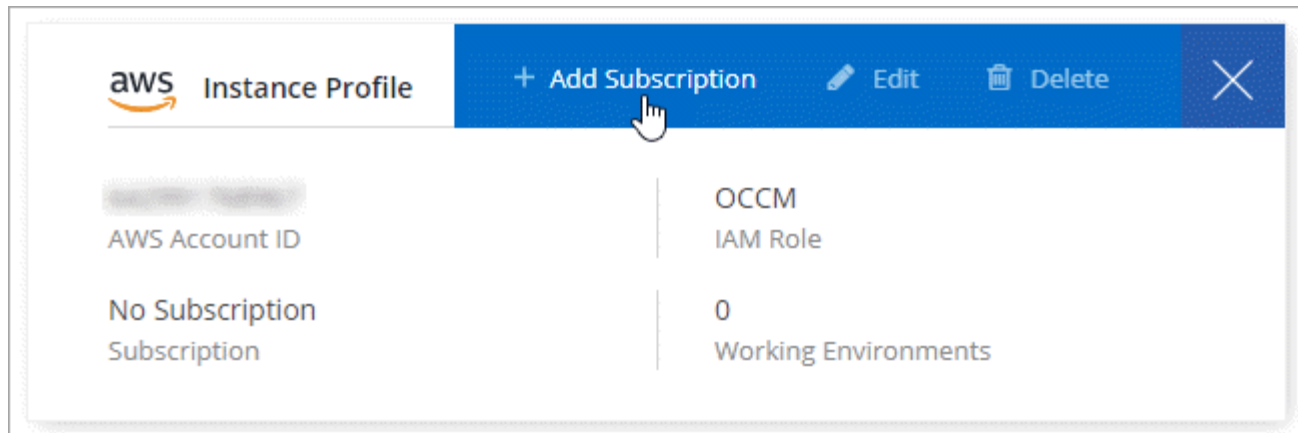 aws Instance Profile + Add Subscription Edit Delete
AWS Account ID
OCCM
IAM Role
No Subscription
Subscription
0
Working Environments